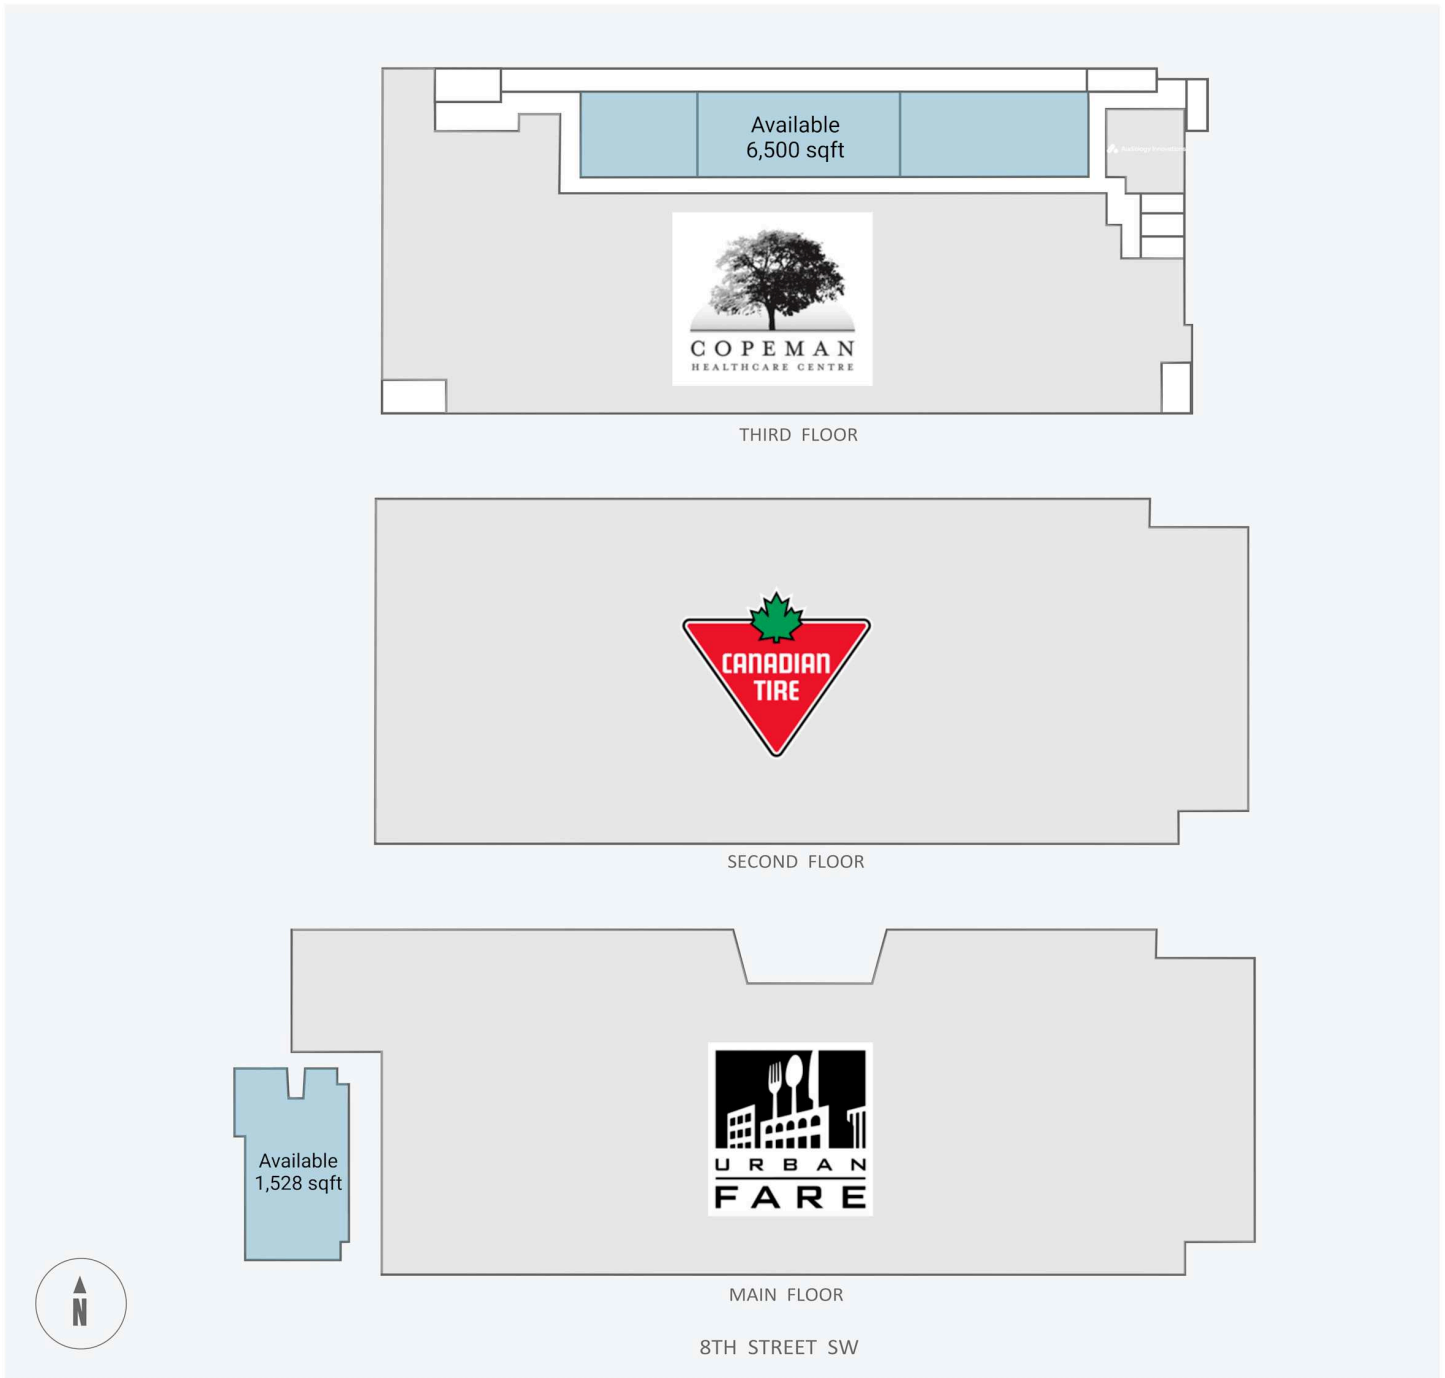 Available
6,500 sqft
COPEMAN
HEALTHCARE CENTRE
THIRD FLOOR
CANADIAN
TIRE
SECOND FLOOR
URBAN
FARE
Available
1,528 sqft
N
MAIN FLOOR
8TH STREET SW